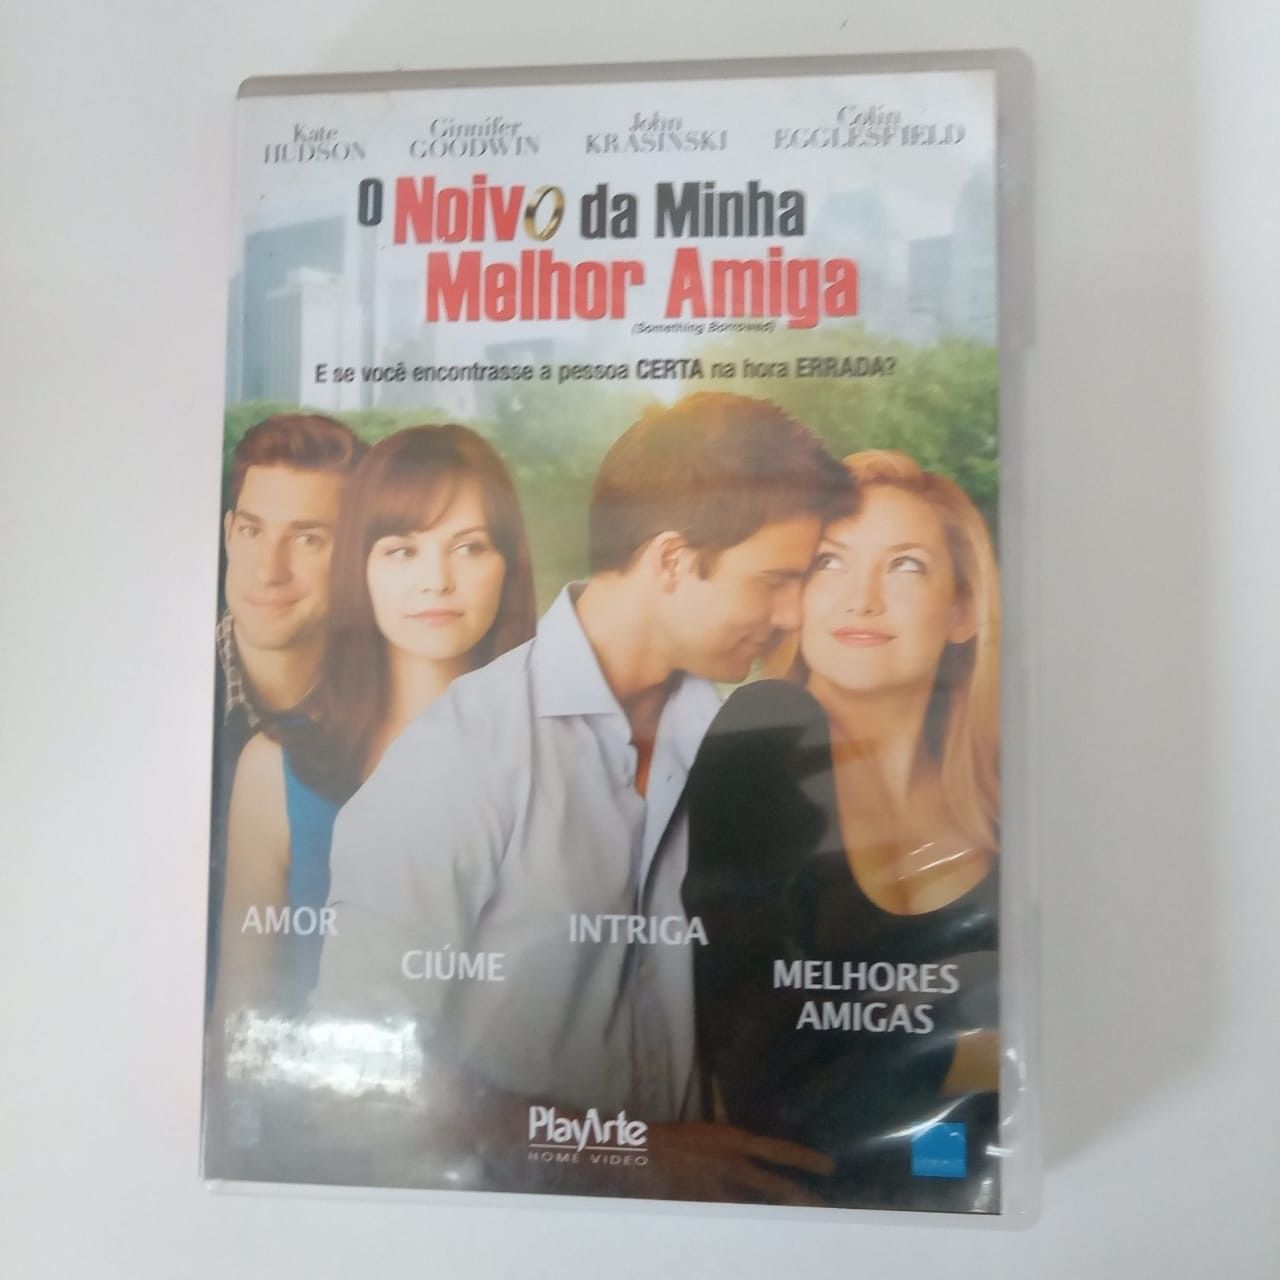 Kate Ginnifer John Colin
HUDSON GOODWIN KRASINSKI EGGLESFIELD
O Noivo da Minha
Melhor Amiga
(Something Borrowed)
E se você encontrasse a pessoa CERTA na hora ERRADA?
AMOR
INTRIGA
CIÚME
MELHORES
AMIGAS
PlayArte
HOME VIDEO